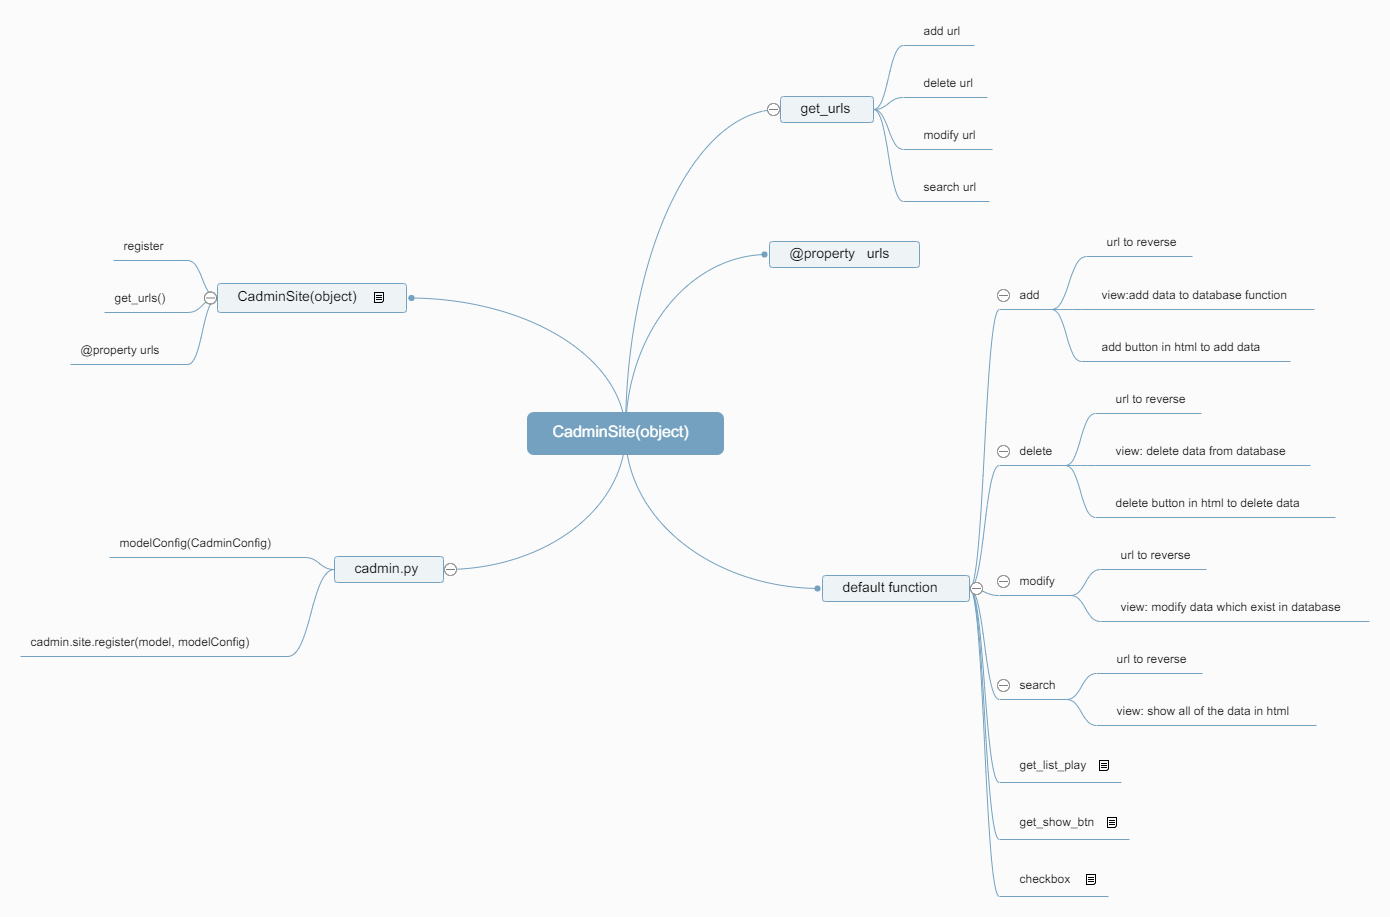 CadminSite(object)
get_urls
add url
delete url
modify url
search url
@property urls
default function
add
url to reverse
view:add data to database function
add button in html to add data
delete
url to reverse
view: delete data from database
delete button in html to delete data
modify
url to reverse
view: modify data which exist in database
search
url to reverse
view: show all of the data in html
get_list_play
get_show_btn
checkbox
CadminSite(object)
register
get_urls()
@property urls
cadmin.py
modelConfig(CadminConfig)
cadmin.site.register(model, modelConfig)